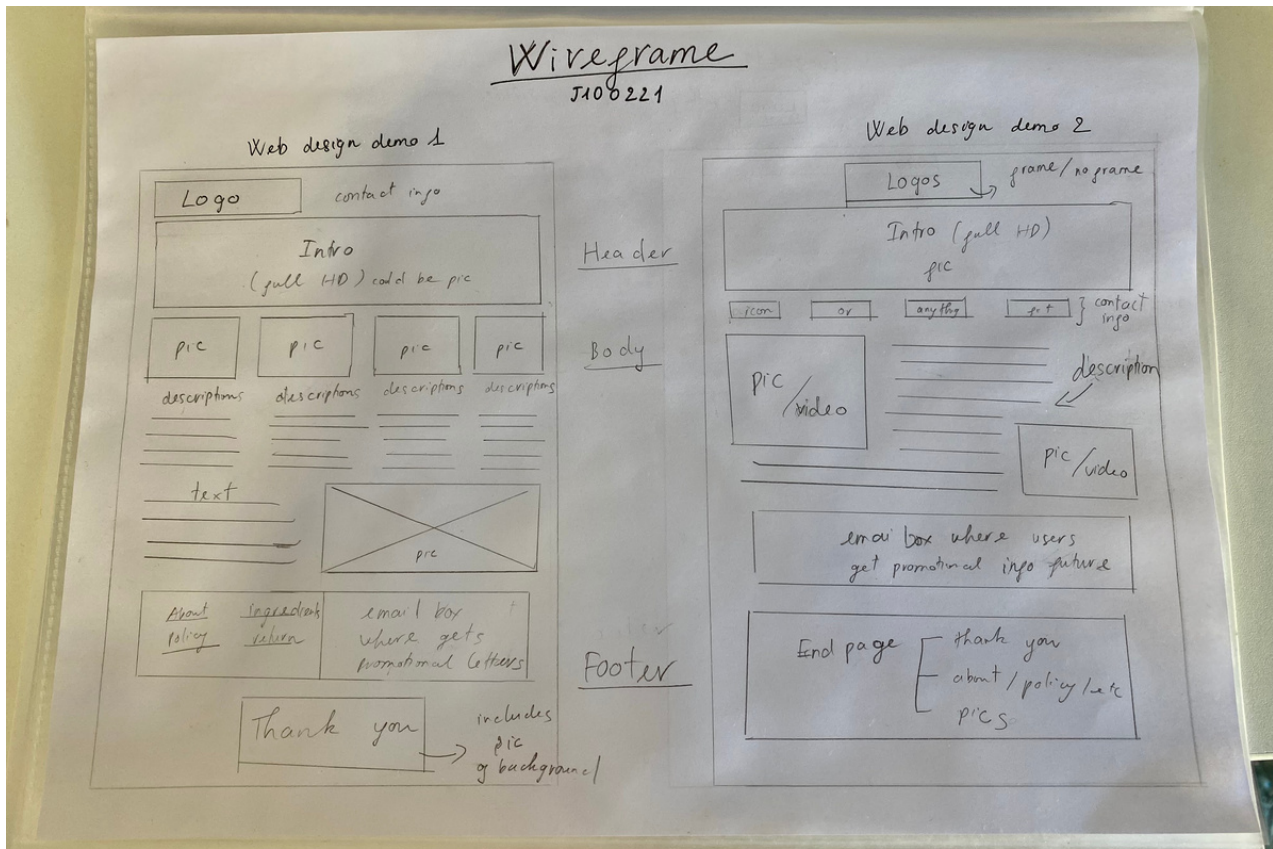 Wireframe
J100221
Web design demo 1
Logo
contact info
Intro
(full HD) could be pic
pic pic pic pic
descriptions descriptions descriptions descriptions
text
pic
About ingredients
policy return
email box
where gets
promotional letters
Thank you
includes
pic
of background
Header
Body
Footer
Web design demo 2
Logos
frame/no frame
Intro (full HD)
pic
icon or anything
contact
info
pic
/video
description
pic/video
emai box where users
get promotional info future
End page
thank you
about/policy/etc
pics